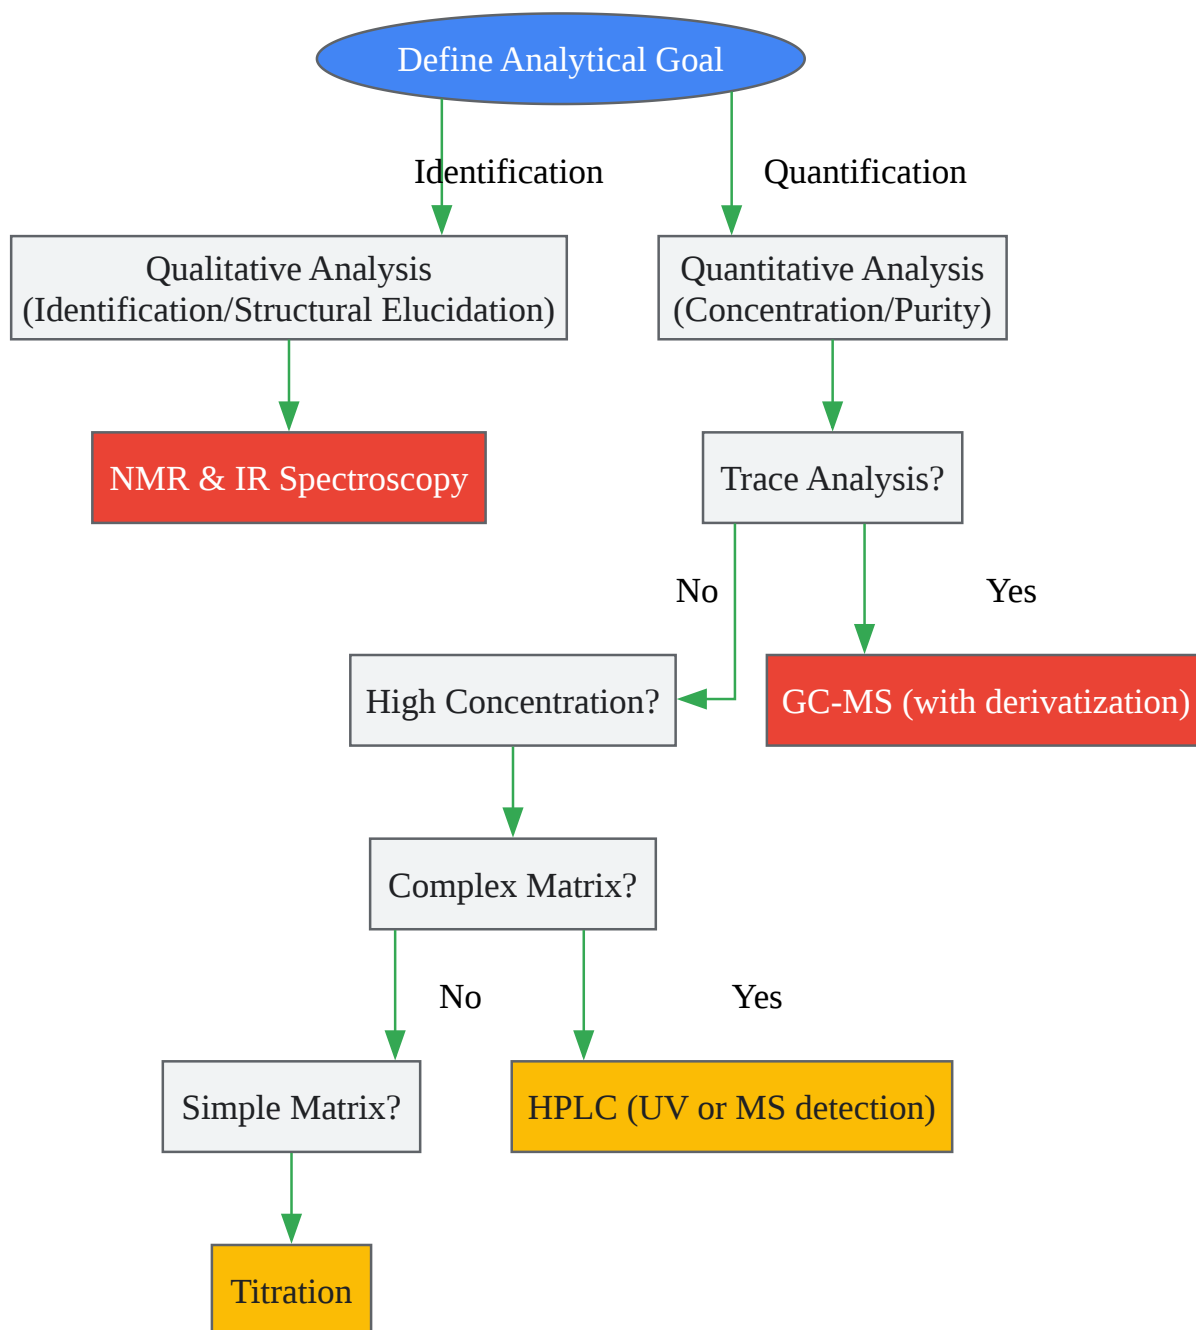 Define Analytical Goal
Identification
Quantification
Qualitative Analysis
(Identification/Structural Elucidation)
Quantitative Analysis
(Concentration/Purity)
NMR & IR Spectroscopy
Trace Analysis?
No
Yes
High Concentration?
GC-MS (with derivatization)
Complex Matrix?
No
Yes
Simple Matrix?
HPLC (UV or MS detection)
Titration